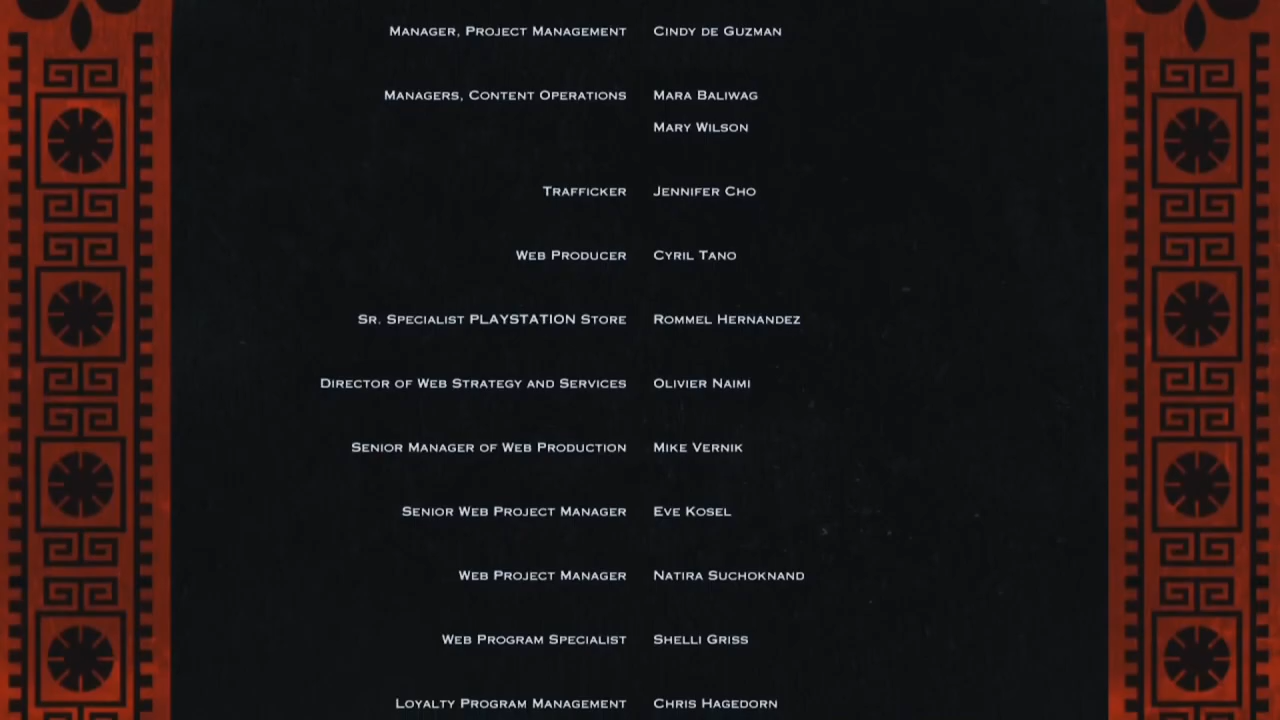 Manager, Project Management Cindy de Guzman
Managers, Content Operations Mara Baliwag
Mary Wilson
Trafficker Jennifer Cho
Web Producer Cyril Tano
Sr. Specialist PLAYSTATION Store Rommel Hernandez
Director of Web Strategy and Services Olivier Naimi
Senior Manager of Web Production Mike Vernik
Senior Web Project Manager Eve Kosel
Web Project Manager Natira Suchoknand
Web Program Specialist Shelli Griss
Loyalty Program Management Chris Hagedorn